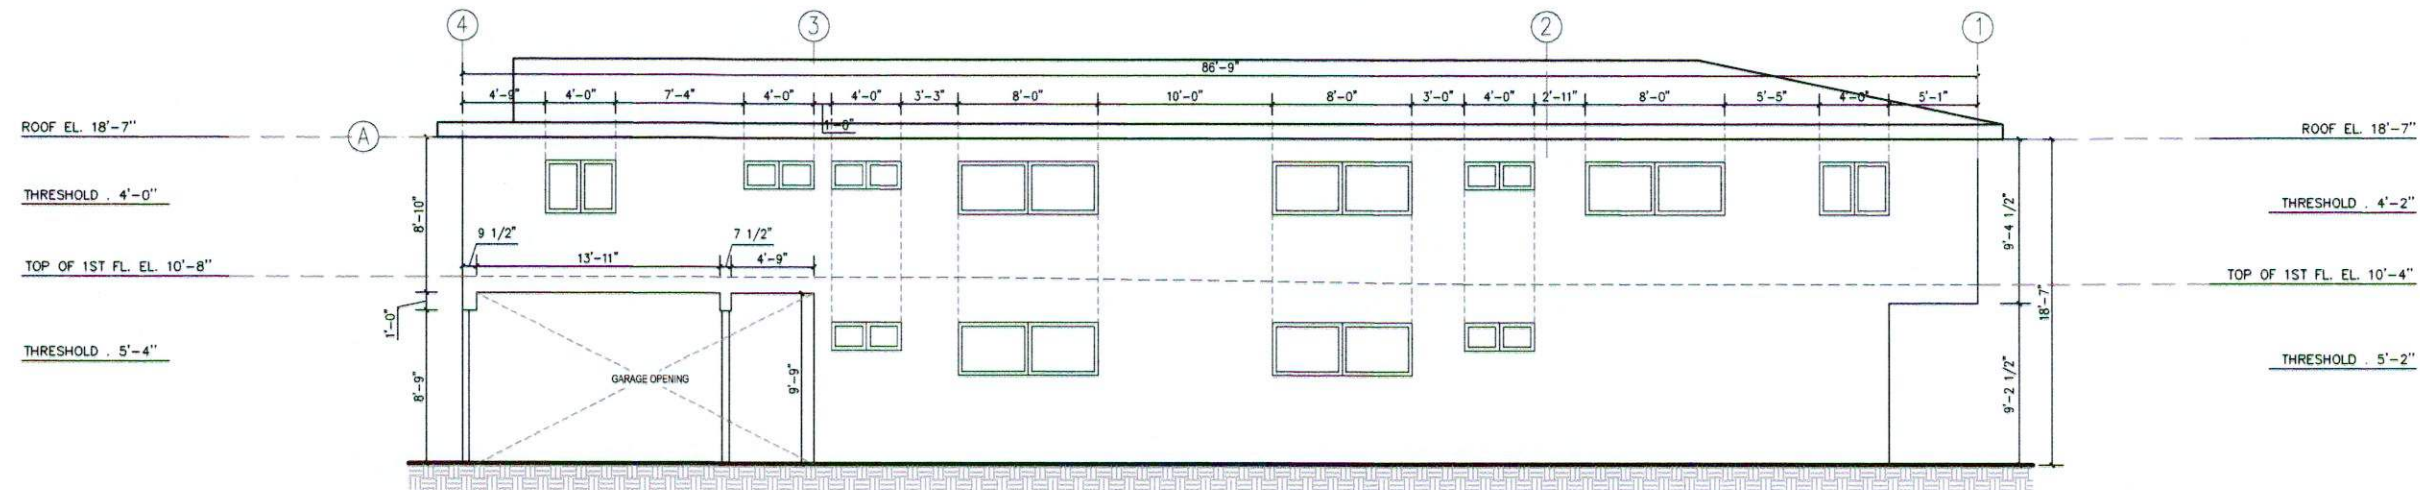 4 3 2 1
86'-9"
4'-9" 4'-0" 7'-4" 4'-0" 4'-0" 3'-3" 8'-0" 10'-0" 8'-0" 3'-0" 4'-0" 2'-11" 8'-0" 5'-5" 4'-0" 5'-1"
1'-0"
ROOF EL. 18'-7" A ROOF EL. 18'-7"
THRESHOLD . 4'-0" THRESHOLD . 4'-2"
8'-10" 9'-4 1/2"
9 1/2" 7 1/2"
13'-11" 4'-9"
TOP OF 1ST FL. EL. 10'-8" TOP OF 1ST FL. EL. 10'-4"
1'-0" 18'-7"
THRESHOLD . 5'-4" THRESHOLD . 5'-2"
8'-9" GARAGE OPENING 9'-9" 9'-2 1/2"